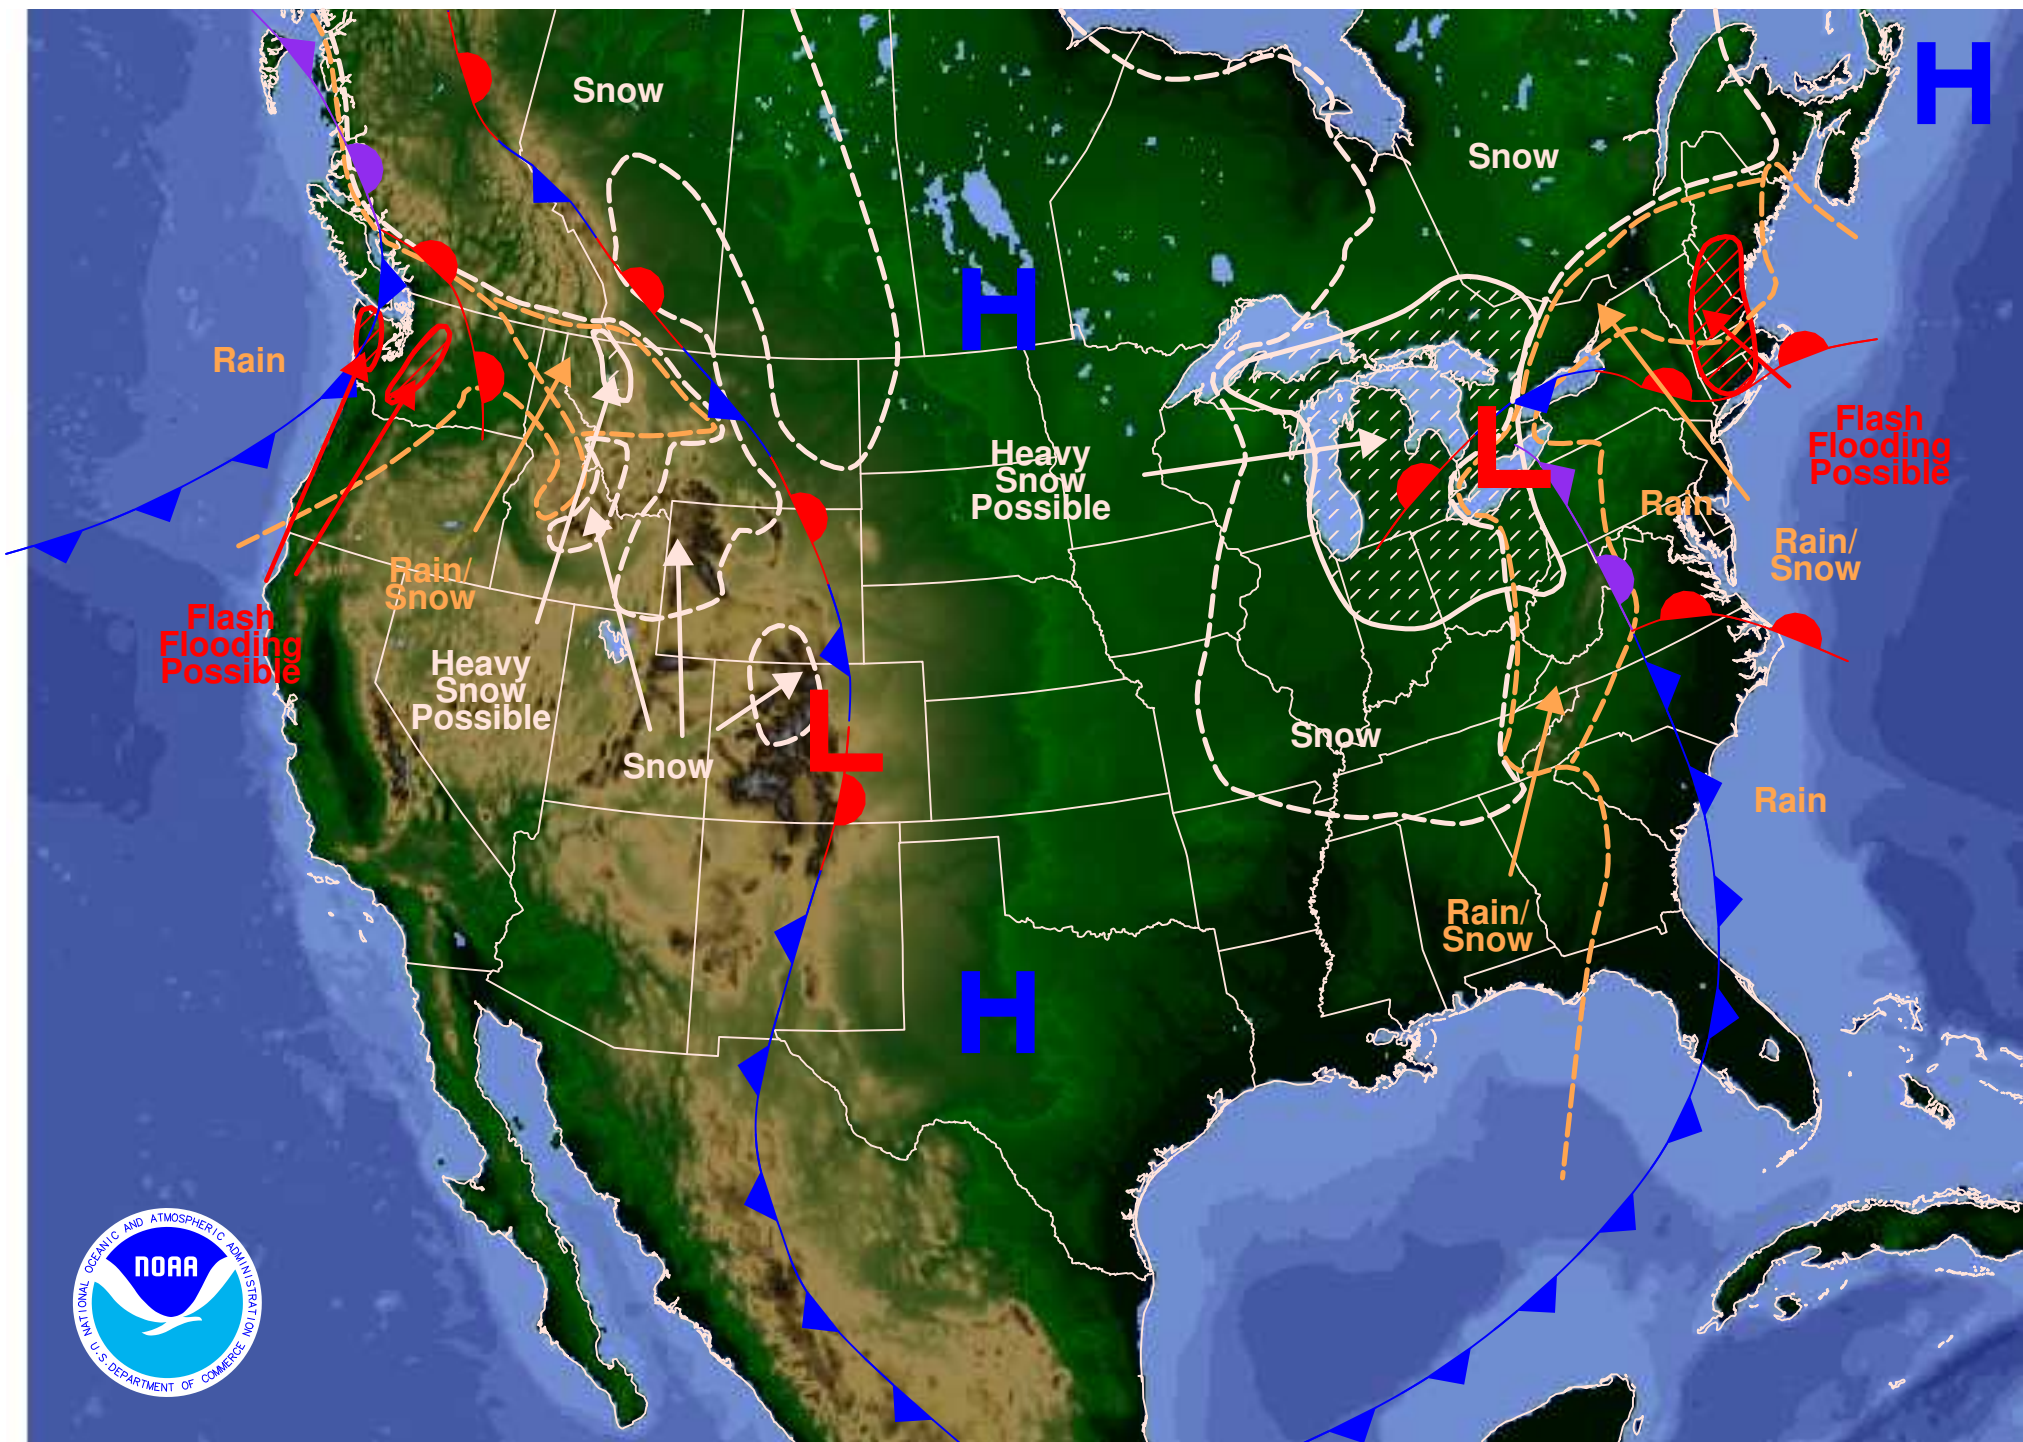 H
Snow
Snow
H
Rain
Flash
Flooding
Possible
Heavy
Snow
Possible
L
Rain
Rain/
Snow
Rain/
Snow
Flash
Flooding
Possible
Heavy
Snow
Possible
L
Snow
Snow
Rain
Rain/
Snow
H
NATIONAL OCEANIC AND ATMOSPHERIC ADMINISTRATION
NOAA
U.S. DEPARTMENT OF COMMERCE